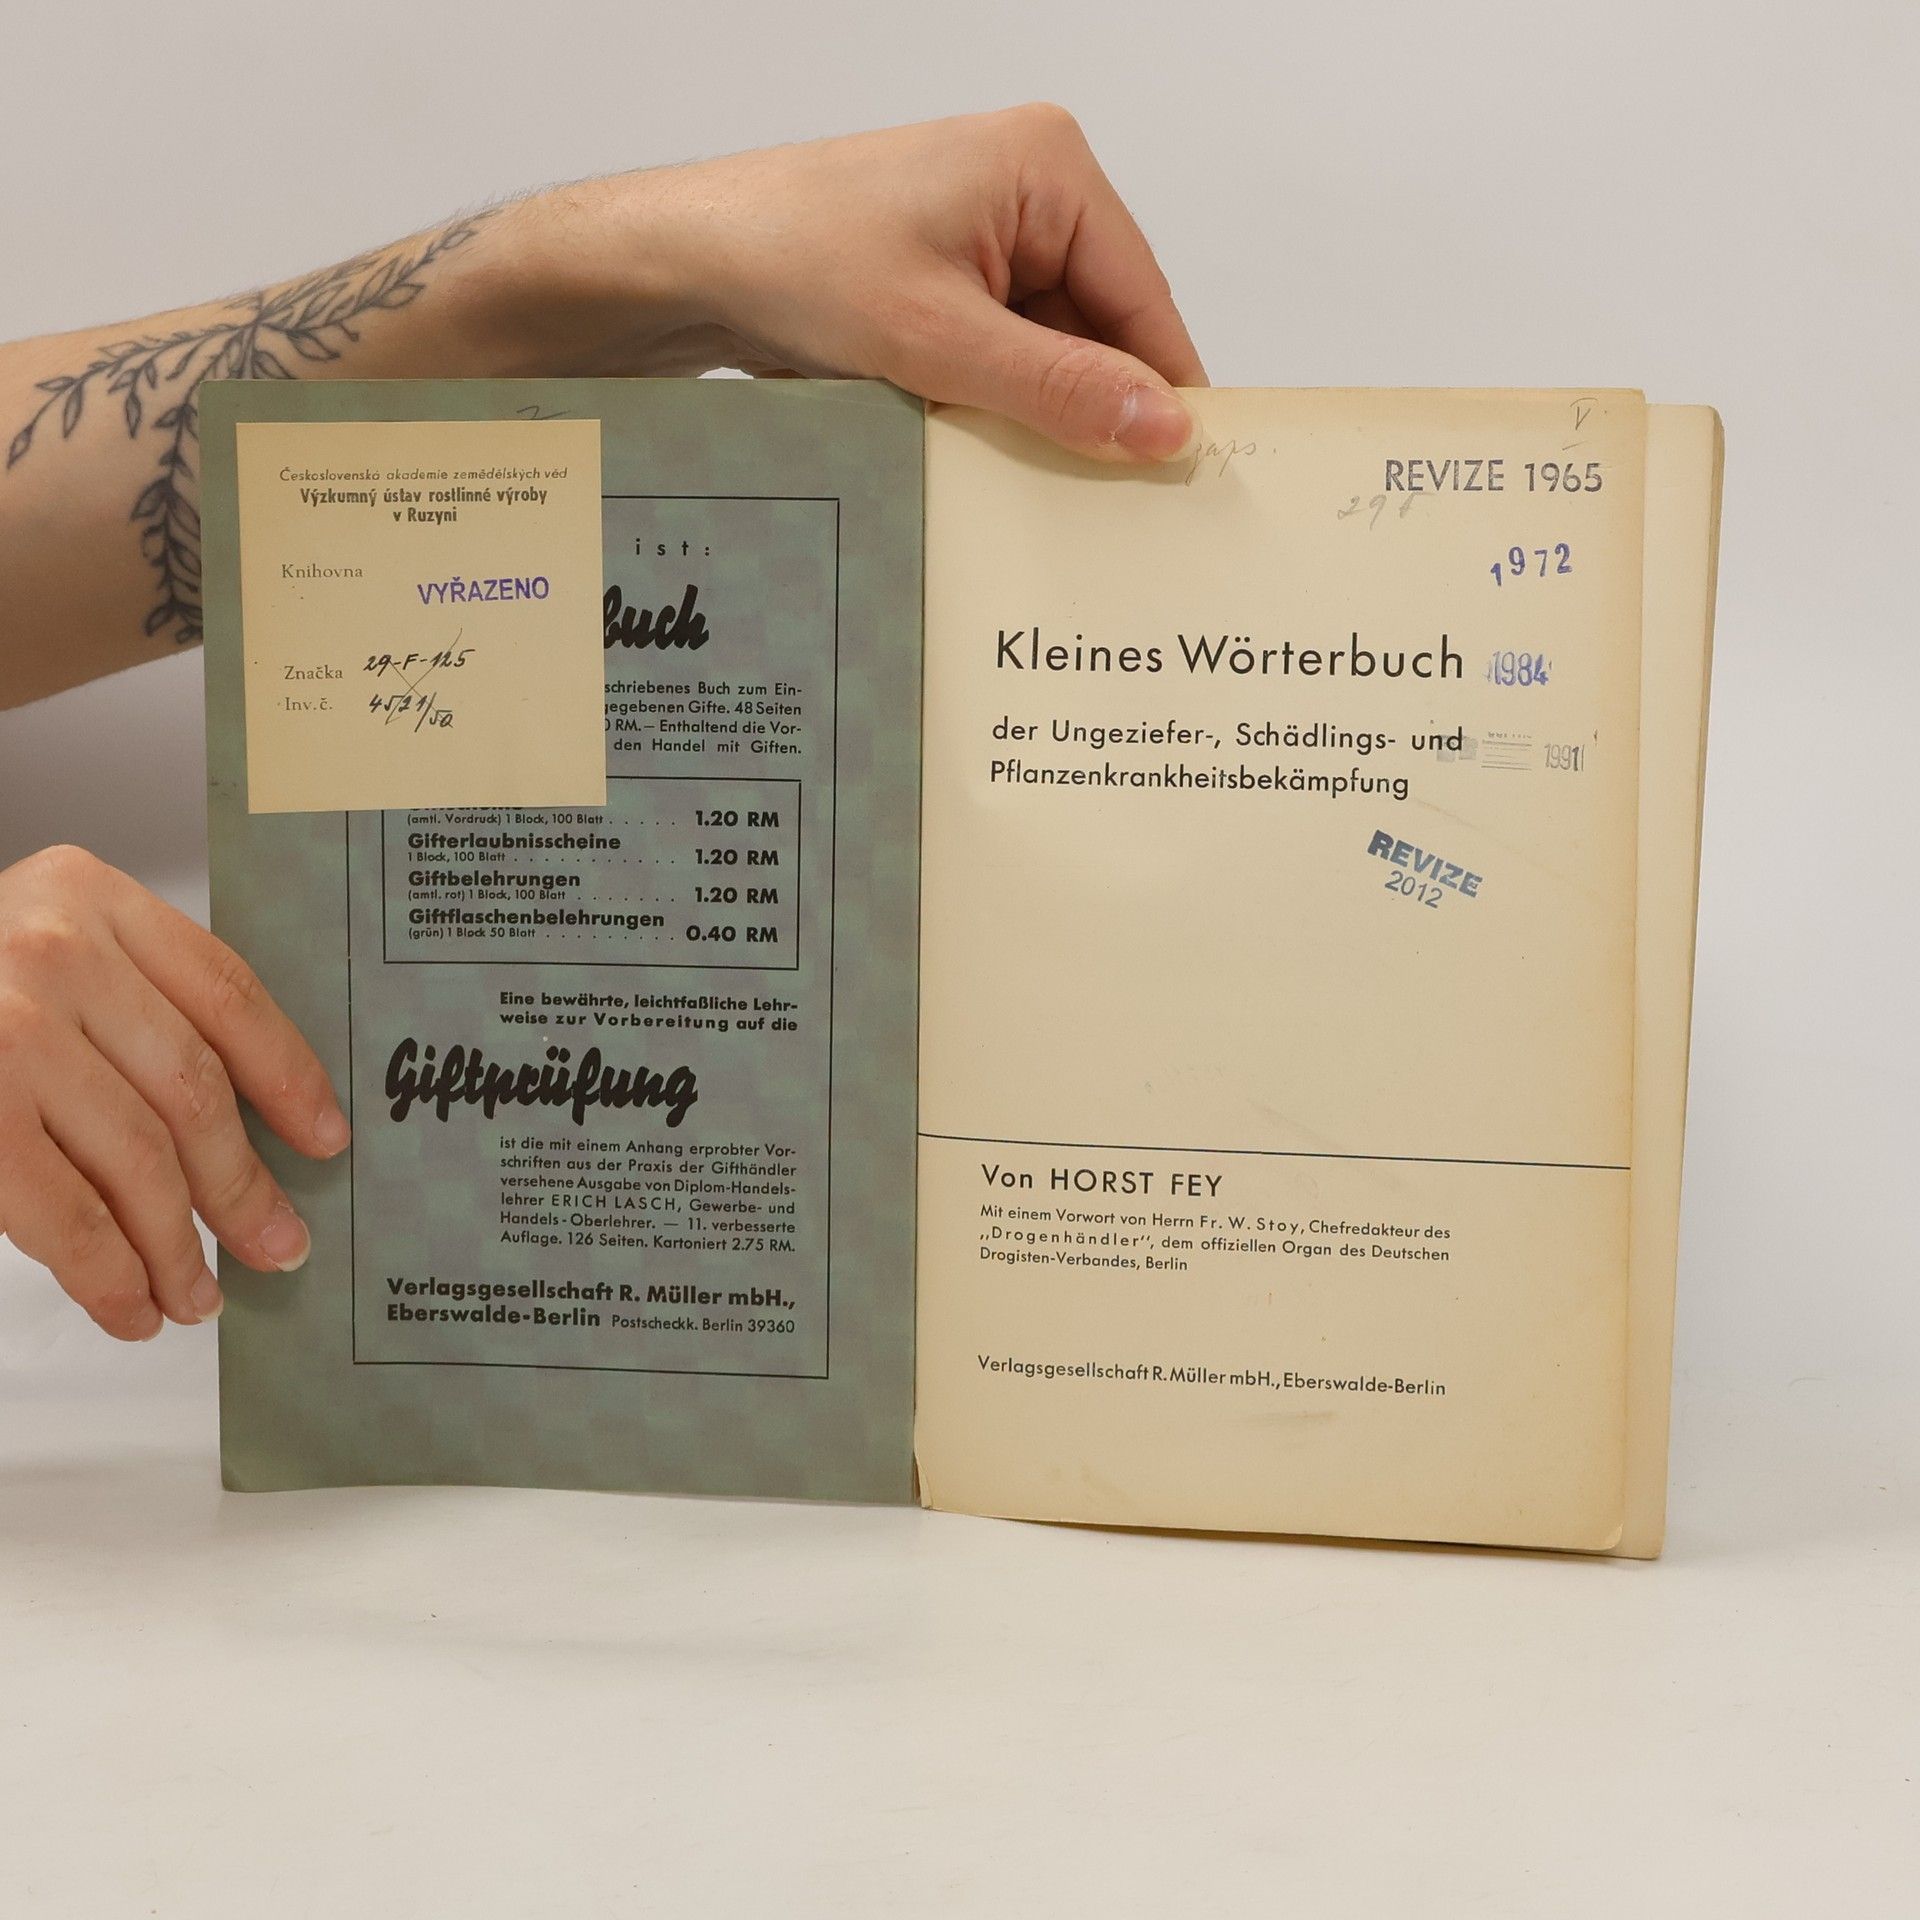 Československá akademie zemědělských věd
Výzkumný ústav rostlinné výroby
v Ruzyni
Knihovna
VYŘAZENO
Značka 29-F-125
Inv.č. 45/21/50
ist:
buch
schriebenes Buch zum Ein-
gegebenen Gifte. 48 Seiten
RM.— Enthaltend die Vor-
den Handel mit Giften.
(amtl. Vordruck) 1 Block, 100 Blatt . . . . . 1.20 RM
Gifterlaubnisscheine
1 Block, 100 Blatt . . . . . . . . . . . 1.20 RM
Giftbelehrungen
(amtl. rot) 1 Block, 100 Blatt . . . . . . . 1.20 RM
Giftflaschenbelehrungen
(grün) 1 Block 50 Blatt . . . . . . . . . 0.40 RM
Eine bewährte, leichtfaßliche Lehr-
weise zur Vorbereitung auf die
Giftprüfung
ist die mit einem Anhang erprobter Vor-
schriften aus der Praxis der Gifthändler
versehene Ausgabe von Diplom-Handels-
lehrer ERICH LASCH, Gewerbe- und
Handels-Oberlehrer. — 11. verbesserte
Auflage. 126 Seiten. Kartoniert 2.75 RM.
Verlagsgesellschaft R. Müller mbH.,
Eberswalde-Berlin Postscheckk. Berlin 39360
V
zaps.
REVIZE 1965
29
1972
Kleines Wörterbuch
1984
der Ungeziefer-, Schädlings- und
1991
Pflanzenkrankheitsbekämpfung
REVIZE
2012
Von HORST FEY
Mit einem Vorwort von Herrn Fr. W. Stoy, Chefredakteur des
„Drogenhändler“, dem offiziellen Organ des Deutschen
Drogisten-Verbandes, Berlin
Verlagsgesellschaft R. Müller mbH., Eberswalde-Berlin